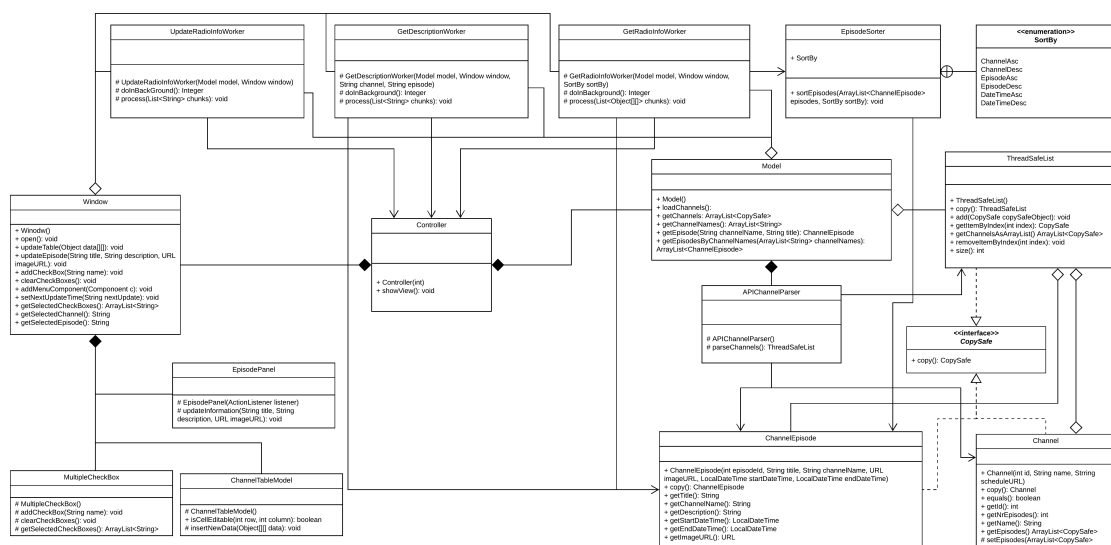 UpdateRadioInfoWorker
# UpdateRadioInfoWorker(Model model, Window window)
# doInBackGround(): Integer
# process(List<String> chunks): void
GetDescriptionWorker
# GetDescriptionWorker(Model model, Window window,
String channel, String episode)
# doInBackground(): Integer
# process(List<String> chunks): void
GetRadioInfoWorker
# GetRadioInfoWorker(Model model, Window window,
SortBy sortBy)
# doInBackground(): Integer
# process(List<Object[][]> chunks): void
EpisodeSorter
+ SortBy
+ sortEpisodes(ArrayList<ChannelEpisode>
episodes, SortBy sortBy): void
<<enumeration>>
SortBy
ChannelAsc
ChannelDesc
EpisodeAsc
EpisodeDesc
DateTimeAsc
DateTimeDesc
Window
+ Winodw()
+ open(): void
+ updateTable(Object data[][]): void
+ updateEpisode(String title, String description, URL
imageURL): void
+ addCheckBox(String name): void
+ clearCheckBoxes(): void
+ addMenuComponent(Componoent c): void
+ setNextUpdateTime(String nextUpdate): void
+ getSelectedCheckBoxes(): ArrayList<String>
+ getSelectedChannel(): String
+ getSelectedEpisode(): String
Controller
+ Controller(int)
+ showView(): void
Model
+ Model()
+ loadChannels():
+ getChannels: ArrayList<CopySafe>
+ getChannelNames(): ArrayList<String>
+ getEpisode(String channelName, String title): ChannelEpisode
+ getEpisodesByChannelNames(ArrayList<String> channelNames):
ArrayList<ChannelEpisode>
ThreadSafeList
+ ThreadSafeList()
+ copy(): ThreadSafeList
+ add(CopySafe copySafeObject): void
+ getItemByIndex(int index): CopySafe
+ getChannelsAsArrayList() ArrayList<CopySafe>
+ removeItemByIndex(int index): void
+ size(): int
APIChannelParser
# APIChannelParser()
# parseChannels(): ThreadSafeList
<<interface>>
CopySafe
+ copy(): CopySafe
EpisodePanel
# EpisodePanel(ActionListener listener)
# updateInformation(String title, String
description, URL imageURL): void
MultipleCheckBox
# MultipleCheckBox()
# addCheckBox(String name): void
# clearCheckBoxes(): void
# getSelectedCheckBoxes(): ArrayList<String>
ChannelTableModel
# ChannelTableModel()
+ isCellEditable(int row, int column): boolean
# insertNewData(Object[][] data): void
ChannelEpisode
+ ChannelEpisode(int episodeId, String titile, String channelName, URL
imageURL, LocalDateTime startDateTime, LocalDateTime endDateTime)
+ copy(): ChannelEpisode
+ getTitle(): String
+ getChannelName(): String
+ getDescription(): String
+ getStartDateTime(): LocalDateTime
+ getEndDateTime(): LocalDateTime
+ getImageURL(): URL
Channel
+ Channel(int id, String name, Strring
scheduleURL)
+ copy(): Channel
+ equals(): boolean
+ getId(): int
+ getNrEpisodes(): int
+ getName(): String
+ getEpisodes() ArrayList<CopySafe>
# setEpisodes(ArrayList<CopySafe>